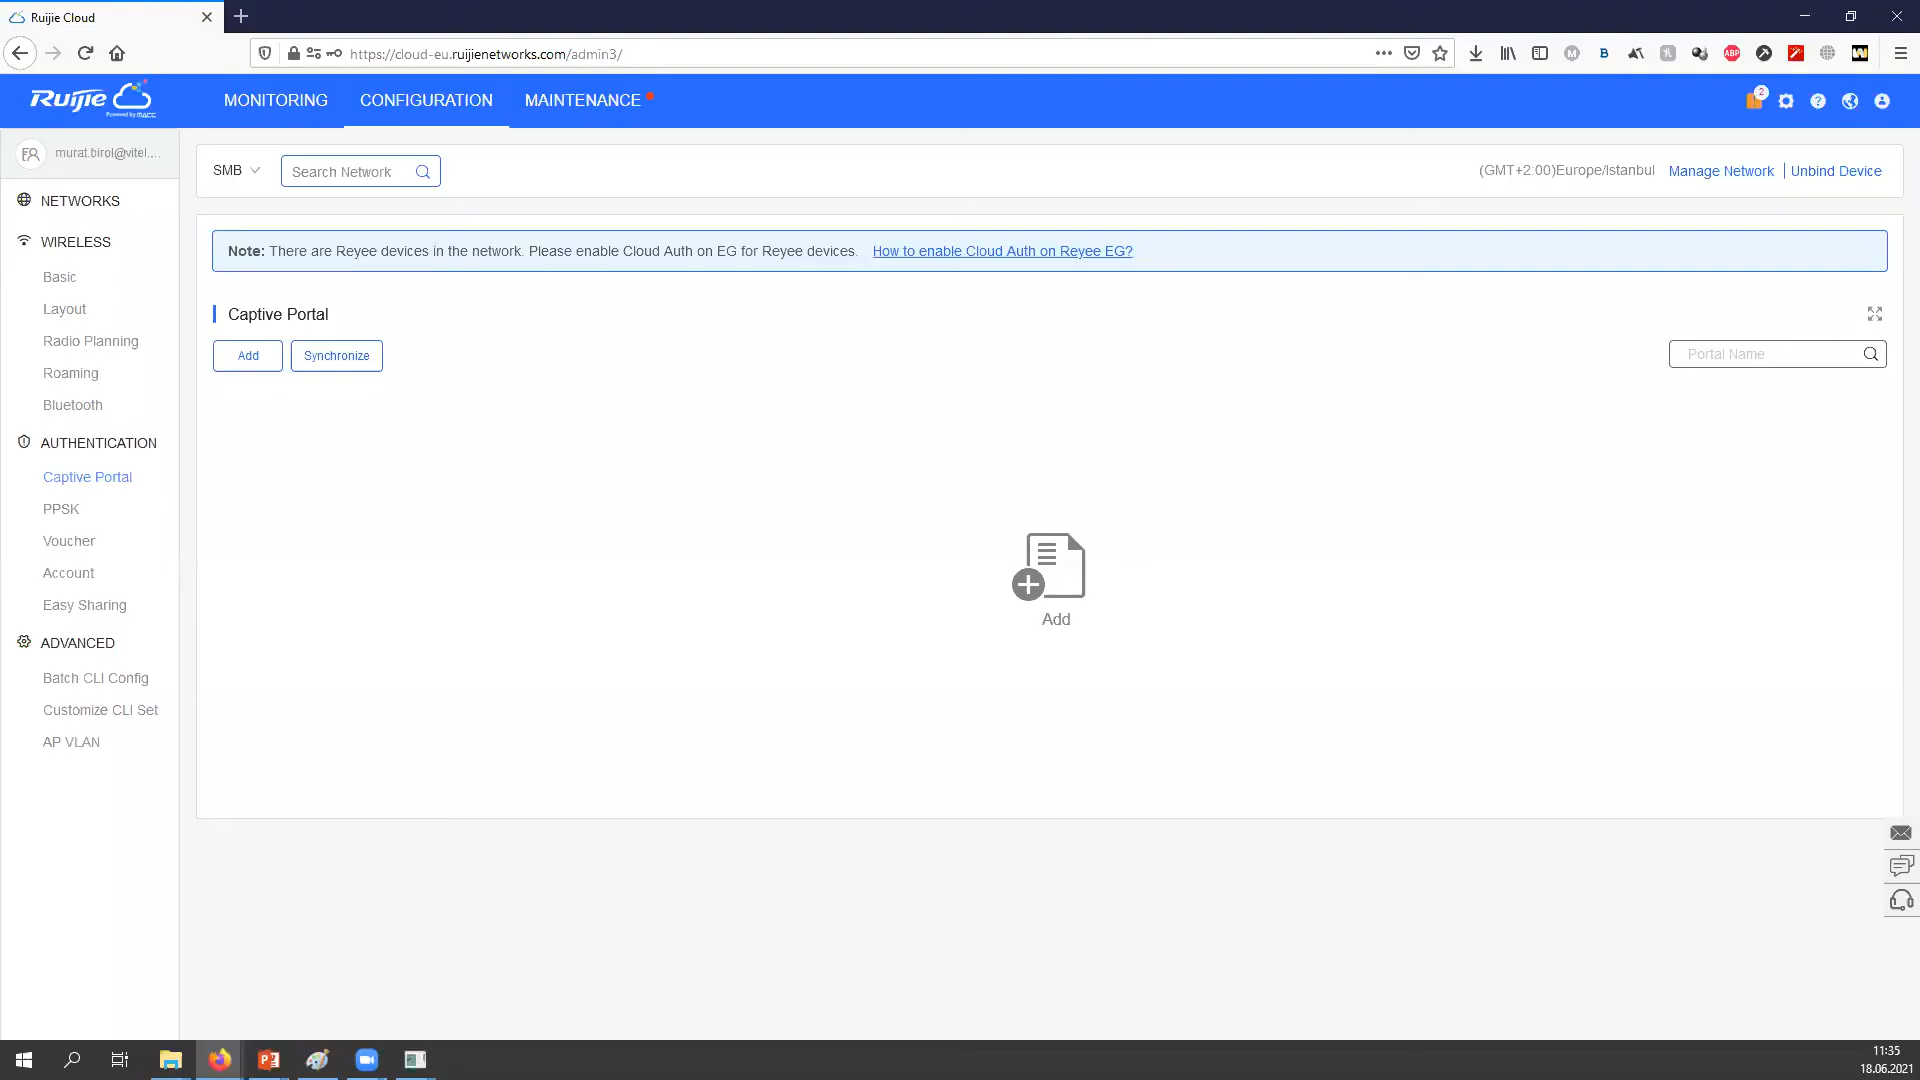 Ruijie Cloud
https://cloud-eu.ruijienetworks.com/admin3/
Ruijie
Powered by MACC
MONITORING
CONFIGURATION
MAINTENANCE
2
murat.birol@vitel....
SMB
Search Network
(GMT+2:00)Europe/Istanbul
Manage Network
Unbind Device
NETWORKS
WIRELESS
Basic
Layout
Radio Planning
Roaming
Bluetooth
AUTHENTICATION
Captive Portal
PPSK
Voucher
Account
Easy Sharing
ADVANCED
Batch CLI Config
Customize CLI Set
AP VLAN
Note: There are Reyee devices in the network. Please enable Cloud Auth on EG for Reyee devices. How to enable Cloud Auth on Reyee EG?
Captive Portal
Add
Synchronize
Portal Name
Add
11:35
18.06.2021